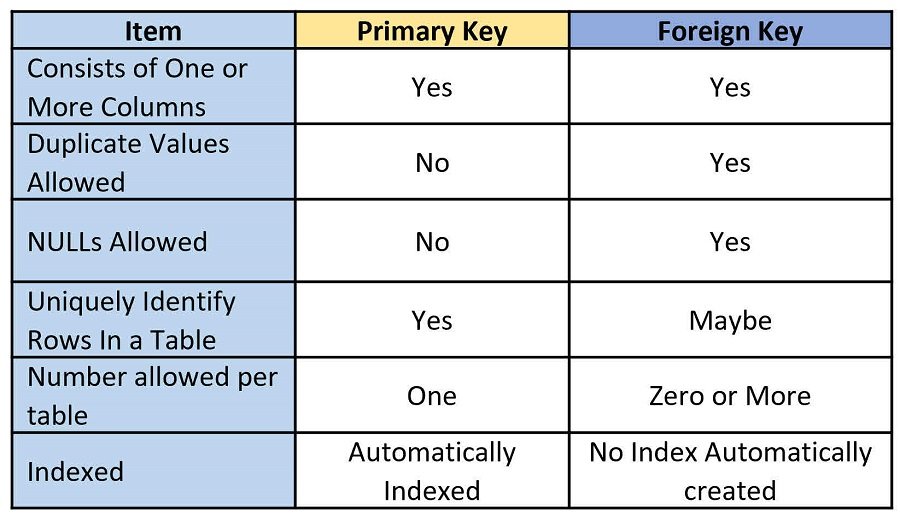 Item Primary Key Foreign Key
Consists of One or
More Columns
Yes Yes
Duplicate Values
Allowed
No Yes
NULLs Allowed No Yes
Uniquely Identify
Rows In a Table
Yes Maybe
Number allowed per
table
One Zero or More
Indexed
Automatically
Indexed
No Index Automatically
created